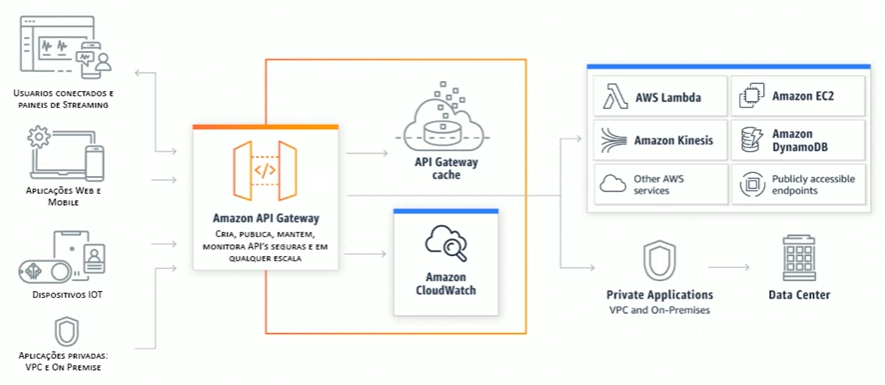 Usuarios conectados e
paineis de Streaming
Aplicações Web e
Mobile
Dispositivos IOT
Aplicações privadas:
VPC e On Premise
</>
Amazon API Gateway
Cria, publica, mantem,
monitora API's seguras e em
qualquer escala
API Gateway
cache
Amazon
CloudWatch
AWS Lambda
Amazon EC2
Amazon Kinesis
Amazon
DynamoDB
Other AWS
services
Publicly accessible
endpoints
Private Applications
VPC and On-Premises
Data Center